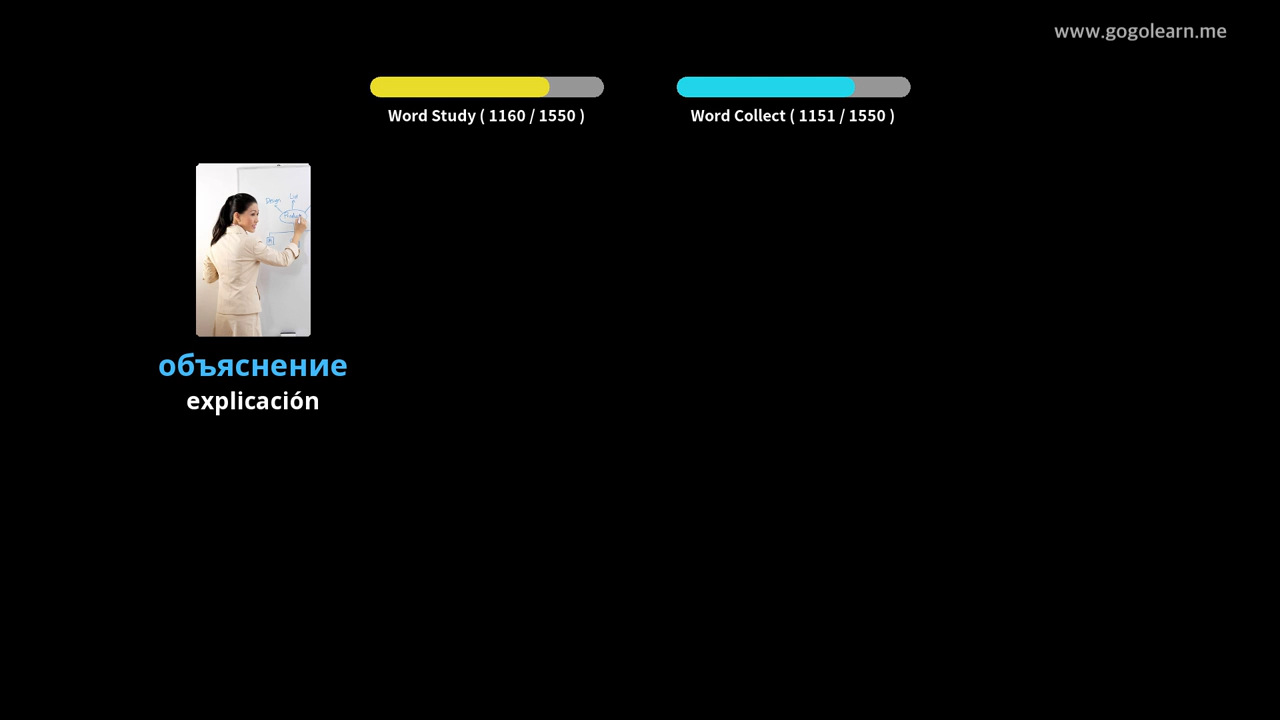 www.gogolearn.me
Word Study ( 1160 / 1550 )
Word Collect ( 1151 / 1550 )
объяснение
explicación